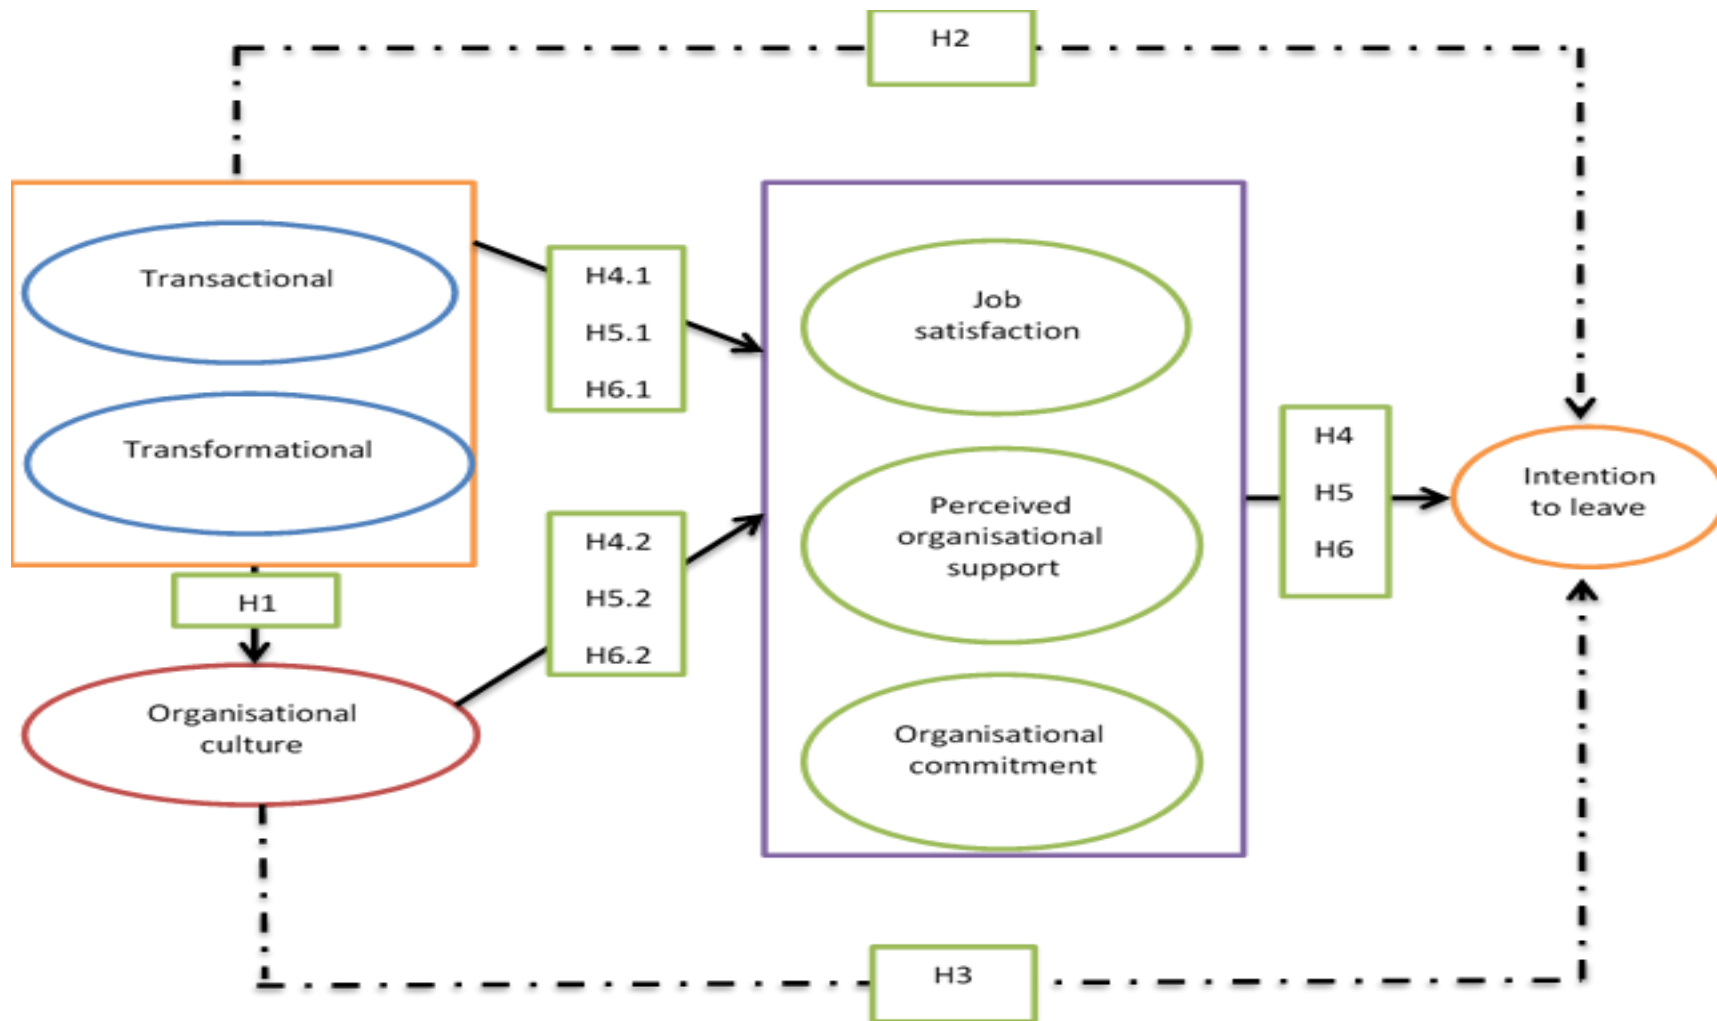 H2
Transactional
Transformational
H4.1
H5.1
H6.1
Job
satisfaction
H1
H4.2
H5.2
H6.2
Perceived
organisational
support
H4
H5
H6
Intention
to leave
Organisational
culture
Organisational
commitment
H3